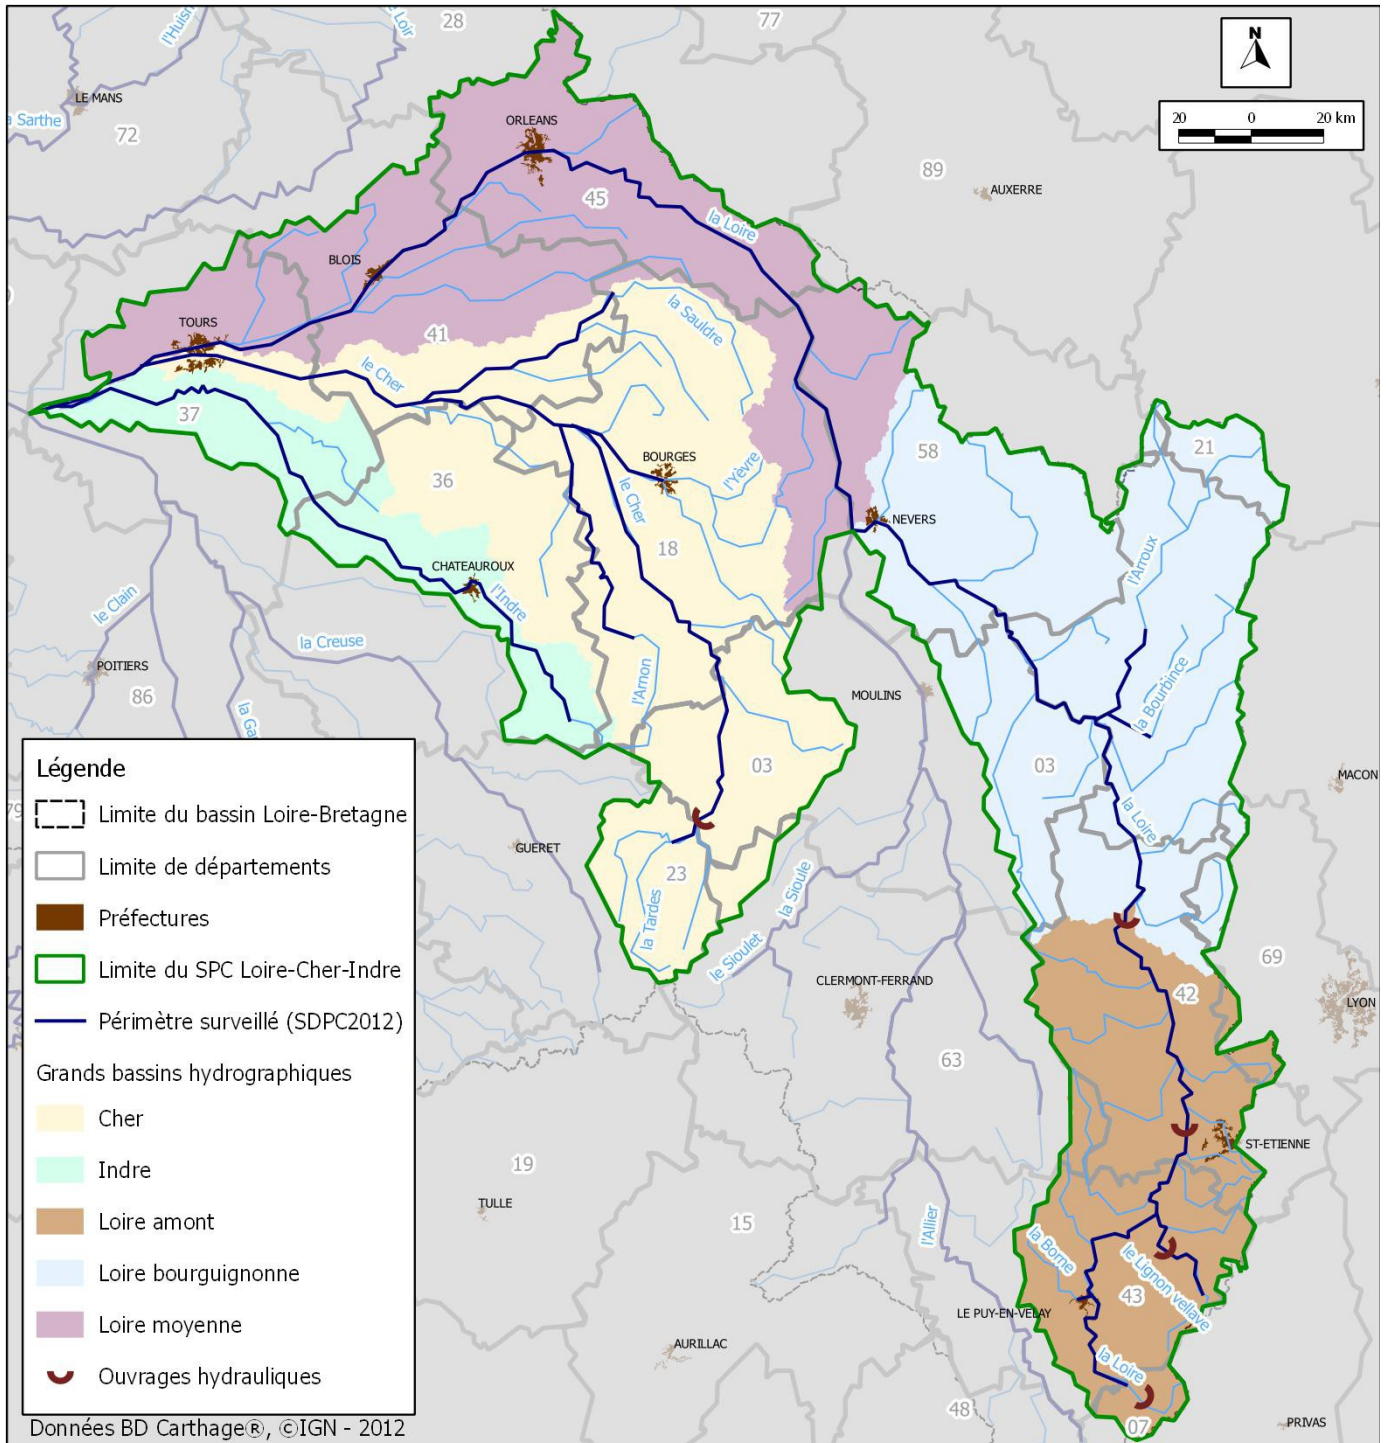 28
77
l'Huisne
le Loir
N
20 0 20 km
LE MANS
la Sarthe
72
ORLEANS
89
AUXERRE
45
la Loire
BLOIS
TOURS
41
la Sauldre
le Cher
37
36
BOURGES
l'Yèvre
le Cher
58
21
NEVERS
18
l'Arroux
CHATEAUROUX
l'Indre
le Clain
la Creuse
POITIERS
86
l'Arnon
MOULINS
la Bourbince
03
03
MACON
la Loire
79
GUERET
23
la Tardes
la Sioule
le Sioulet
CLERMONT-FERRAND
69
42
LYON
63
19
TULLE
15
ST-ETIENNE
l'Allier
la Borne
le Lignon vellave
43
LE PUY-EN-VELAY
AURILLAC
la Loire
48
07
PRIVAS
Légende
Limite du bassin Loire-Bretagne
Limite de départements
Préfectures
Limite du SPC Loire-Cher-Indre
Périmètre surveillé (SDPC2012)
Grands bassins hydrographiques
Cher
Indre
Loire amont
Loire bourguignonne
Loire moyenne
Ouvrages hydrauliques
Données BD Carthage®, ©IGN - 2012